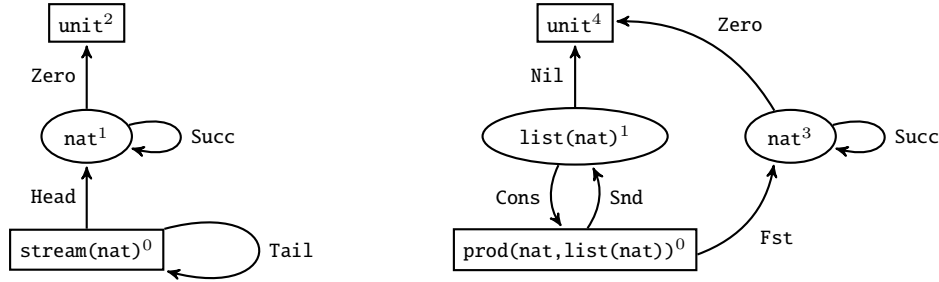 unit²
Zero
nat¹
Succ
Head
stream(nat)⁰
Tail
unit⁴
Zero
Nil
list(nat)¹
nat³
Succ
Cons
Snd
prod(nat,list(nat))⁰
Fst